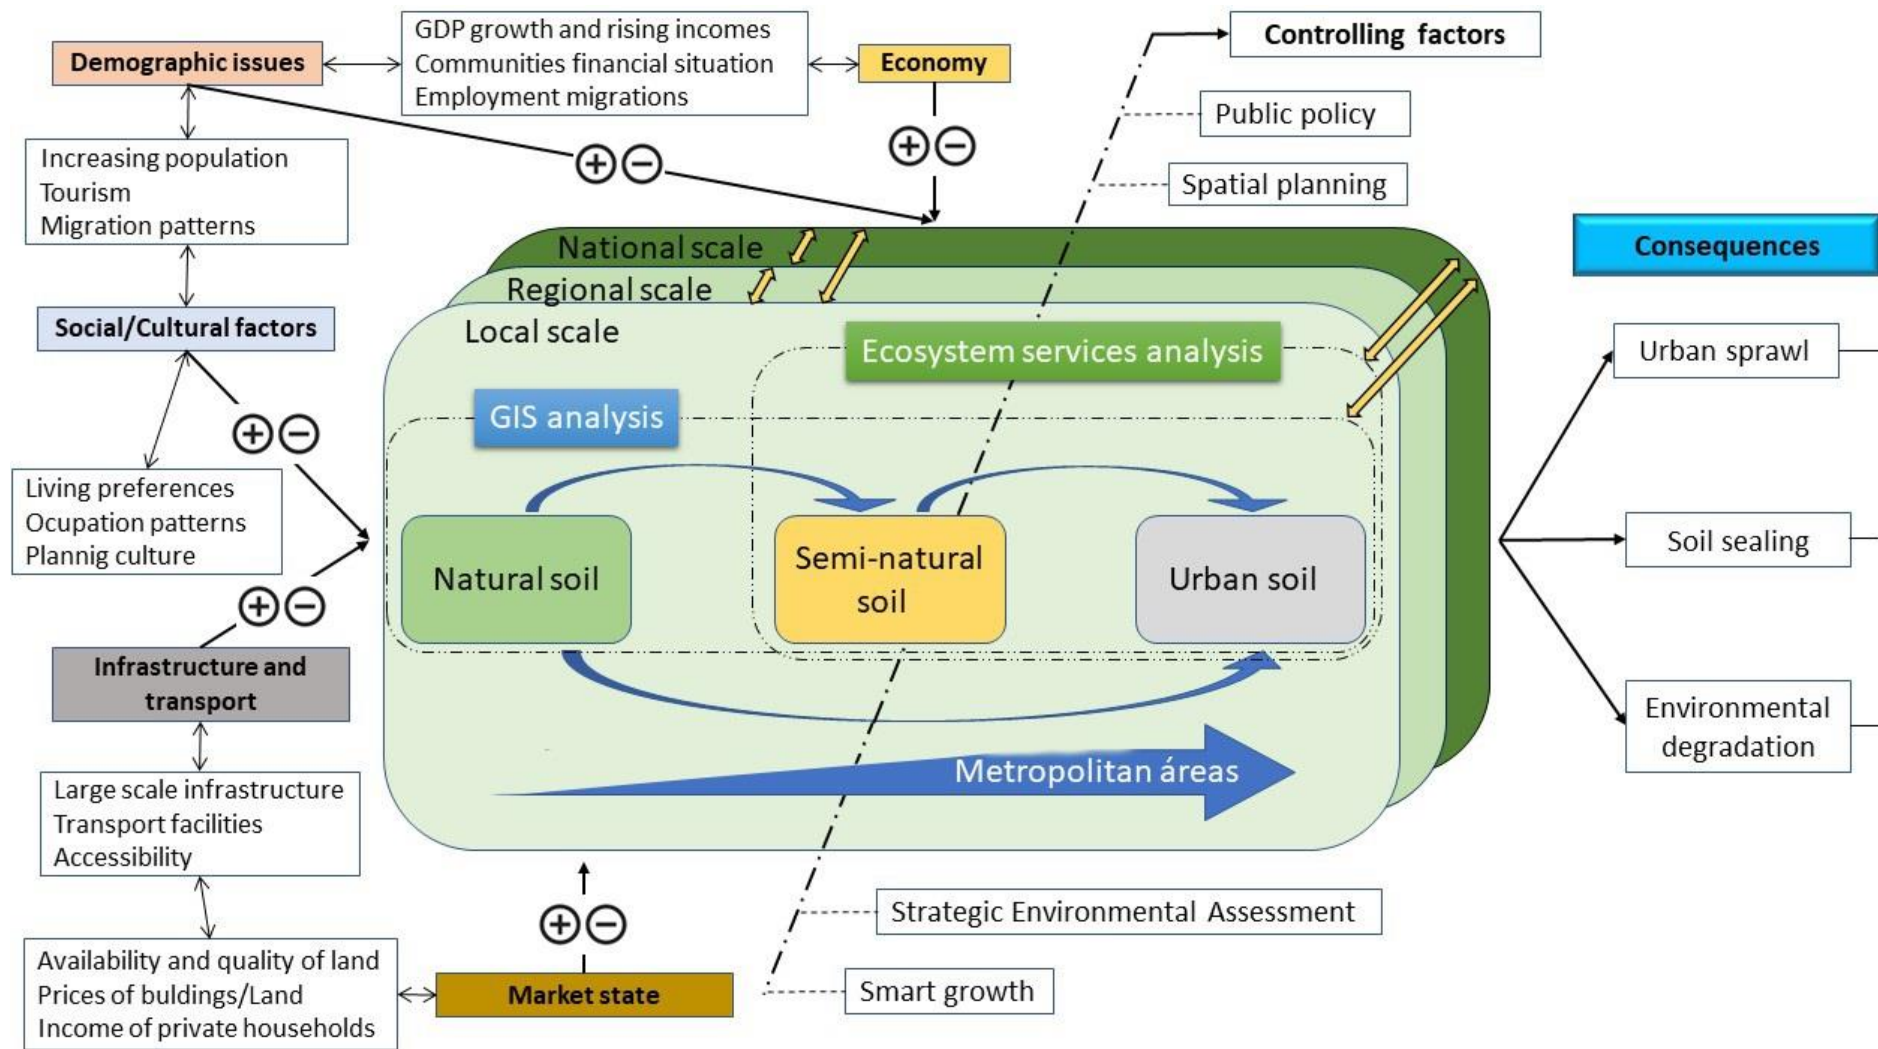 Demographic issues
GDP growth and rising incomes
Communities financial situation
Employment migrations
Economy
Controlling factors
Public policy
Spatial planning
Increasing population
Tourism
Migration patterns
Social/Cultural factors
Living preferences
Ocupation patterns
Plannig culture
Infrastructure and
transport
Large scale infrastructure
Transport facilities
Accessibility
Availability and quality of land
Prices of buldings/Land
Income of private households
Market state
National scale
Regional scale
Local scale
Ecosystem services analysis
GIS analysis
Natural soil
Semi-natural
soil
Urban soil
Metropolitan áreas
Strategic Environmental Assessment
Smart growth
Consequences
Urban sprawl
Soil sealing
Environmental
degradation